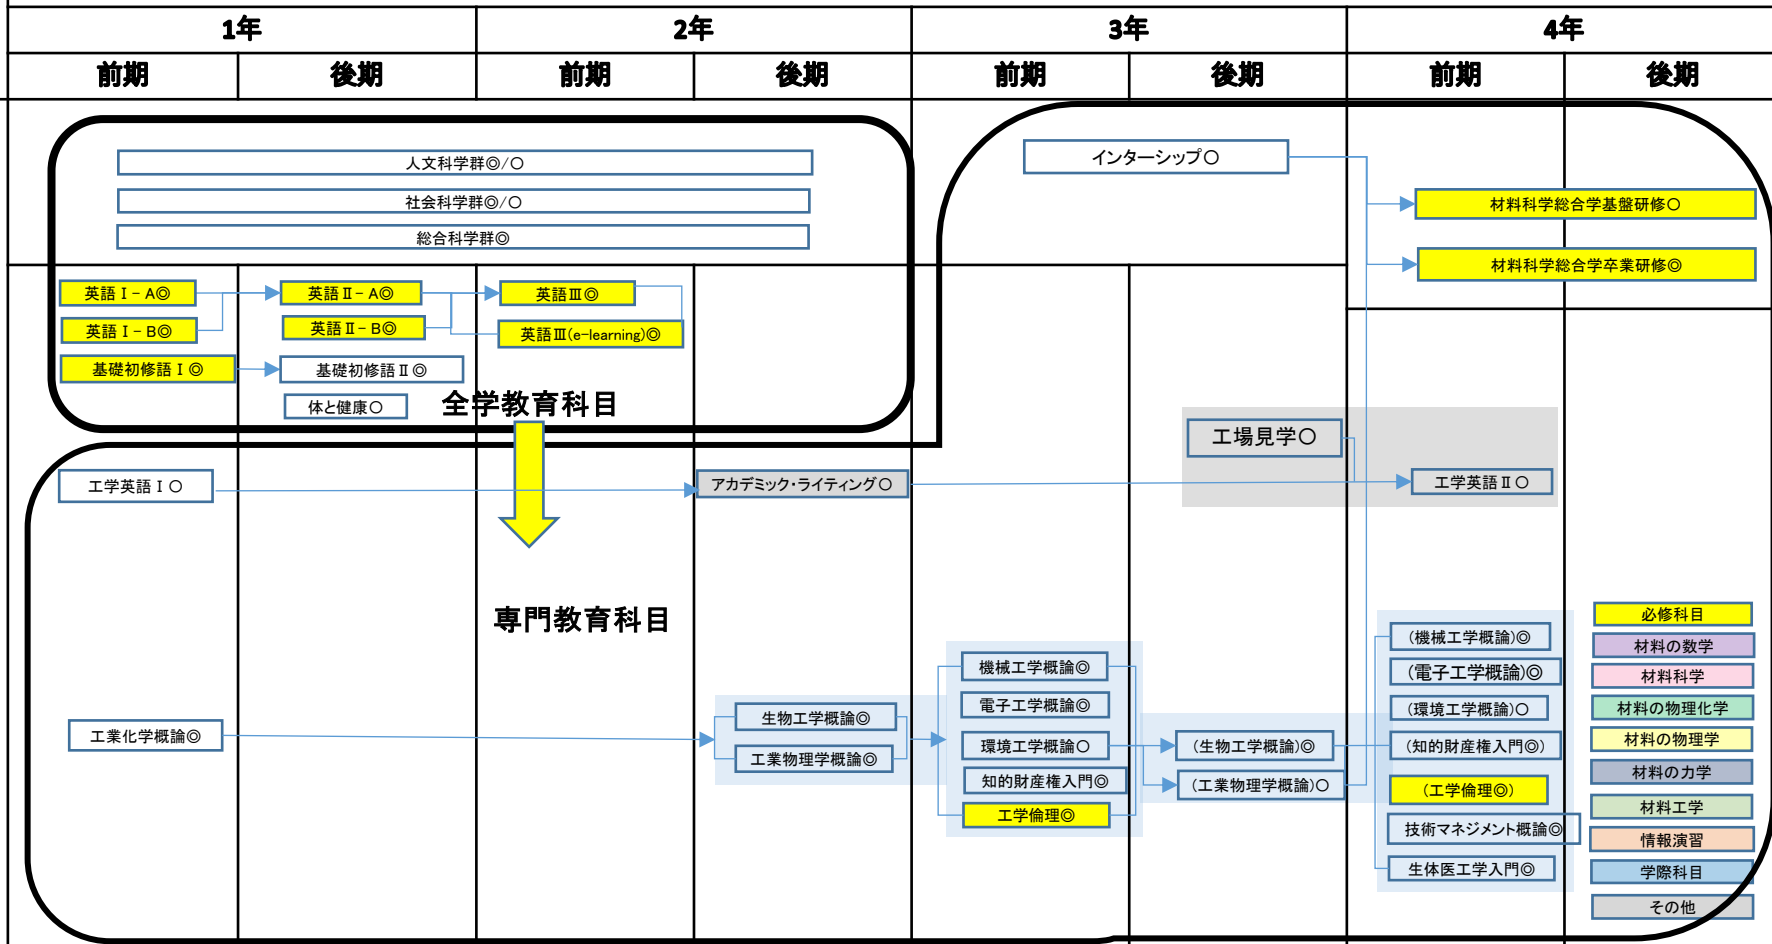 1年
2年
3年
4年
前期
後期
前期
後期
前期
後期
前期
後期
人文科学群◎/○
社会科学群◎/○
総合科学群◎
インターシップ○
材料科学総合学基盤研修○
材料科学総合学卒業研修◎
英語Ⅰ-A◎
英語Ⅱ-A◎
英語Ⅲ◎
英語Ⅰ-B◎
英語Ⅱ-B◎
英語Ⅲ(e-learning)◎
基礎初修語Ⅰ◎
基礎初修語Ⅱ◎
体と健康○
全学教育科目
工場見学○
工学英語Ⅰ○
アカデミック・ライティング○
工学英語Ⅱ○
専門教育科目
工業化学概論◎
生物工学概論◎
工業物理学概論◎
機械工学概論◎
電子工学概論◎
環境工学概論○
知的財産権入門◎
工学倫理◎
(生物工学概論)◎
(工業物理学概論)○
(機械工学概論)◎
(電子工学概論)◎
(環境工学概論)○
(知的財産権入門◎)
(工学倫理◎)
技術マネジメント概論◎
生体医工学入門◎
必修科目
材料の数学
材料科学
材料の物理化学
材料の物理学
材料の力学
材料工学
情報演習
学際科目
その他